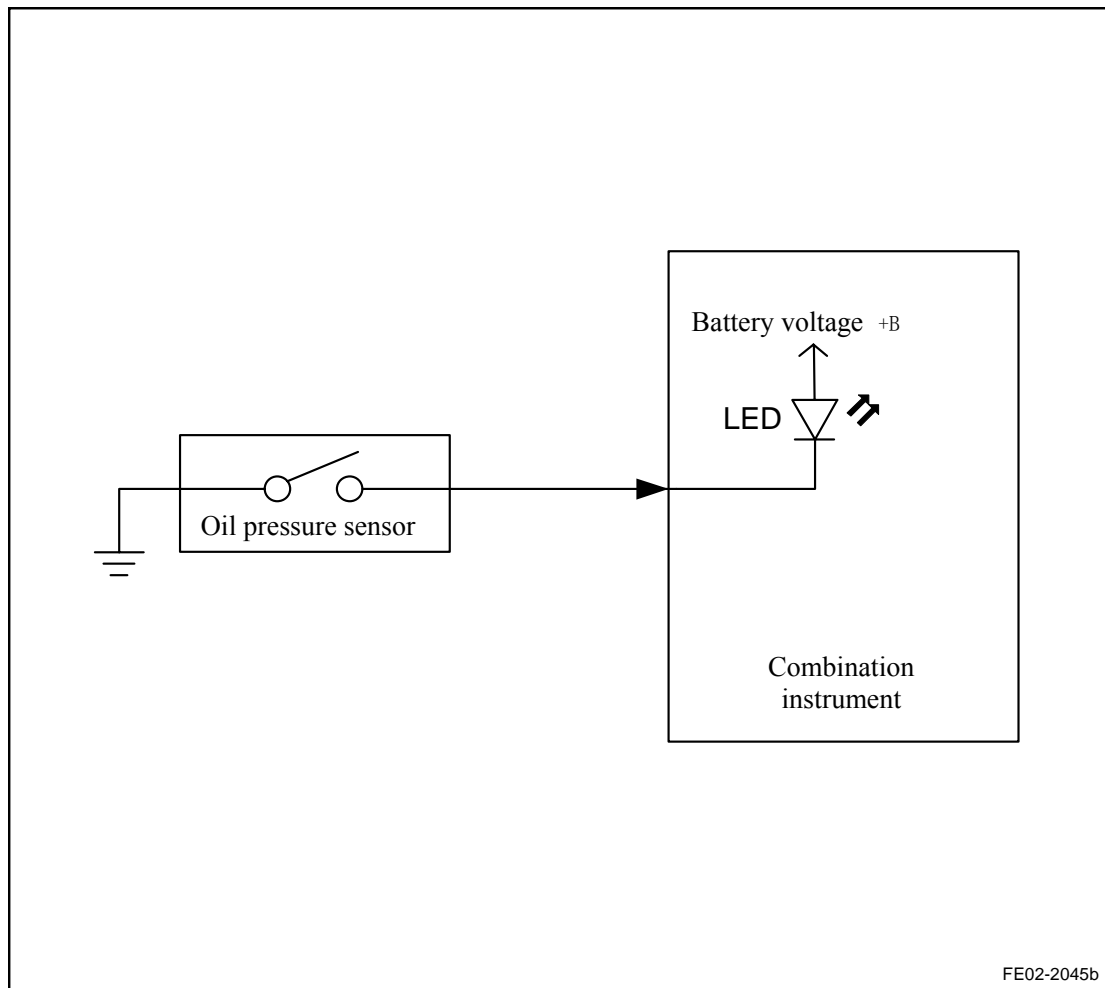 Battery voltage +B
LED
Oil pressure sensor
Combination
instrument
FE02-2045b